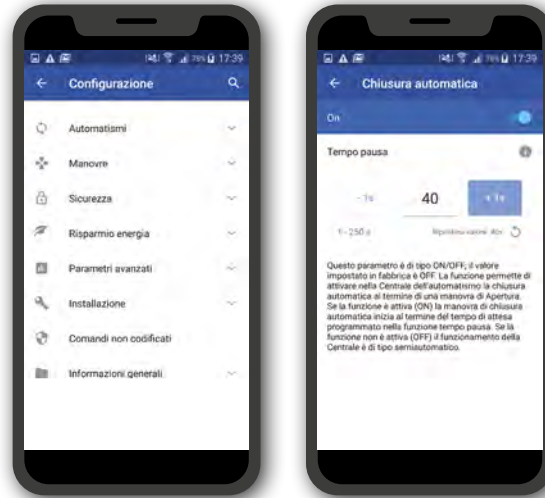 17:39
Configurazione
Automatismi
Manovre
Sicurezza
Risparmio energia
Parametri avanzati
Installazione
Comandi non codificati
Informazioni generali
17:39
Chiusura automatica
On
Tempo pausa
- 1s
40
+ 1s
Questo parametro è di tipo ON/OFF; il valore
impostato in fabbrica è OFF. La funzione permette di
attivare nella Centrale dell'automatismo la chiusura
automatica al termine di una manovra di Apertura.
Se la funzione è attiva (ON) la manovra di chiusura
automatica inizia al termine del tempo di attesa
programmato nella funzione tempo pausa. Se la
funzione non è attiva (OFF) il funzionamento della
Centrale è di tipo semiautomatico.